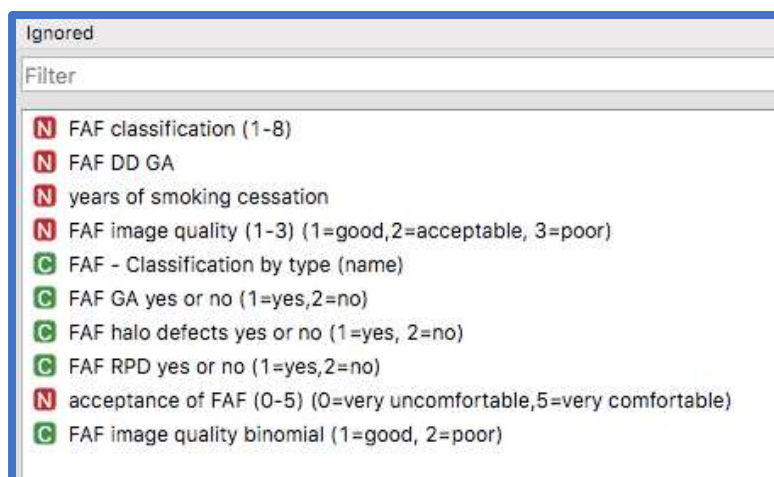 Ignored
Filter
N FAF classification (1-8)
N FAF DD GA
N years of smoking cessation
N FAF image quality (1-3) (1=good,2=acceptable, 3=poor)
C FAF - Classification by type (name)
C FAF GA yes or no (1=yes,2=no)
C FAF halo defects yes or no (1=yes, 2=no)
C FAF RPD yes or no (1=yes,2=no)
N acceptance of FAF (0-5) (0=very uncomfortable,5=very comfortable)
C FAF image quality binomial (1=good, 2=poor)